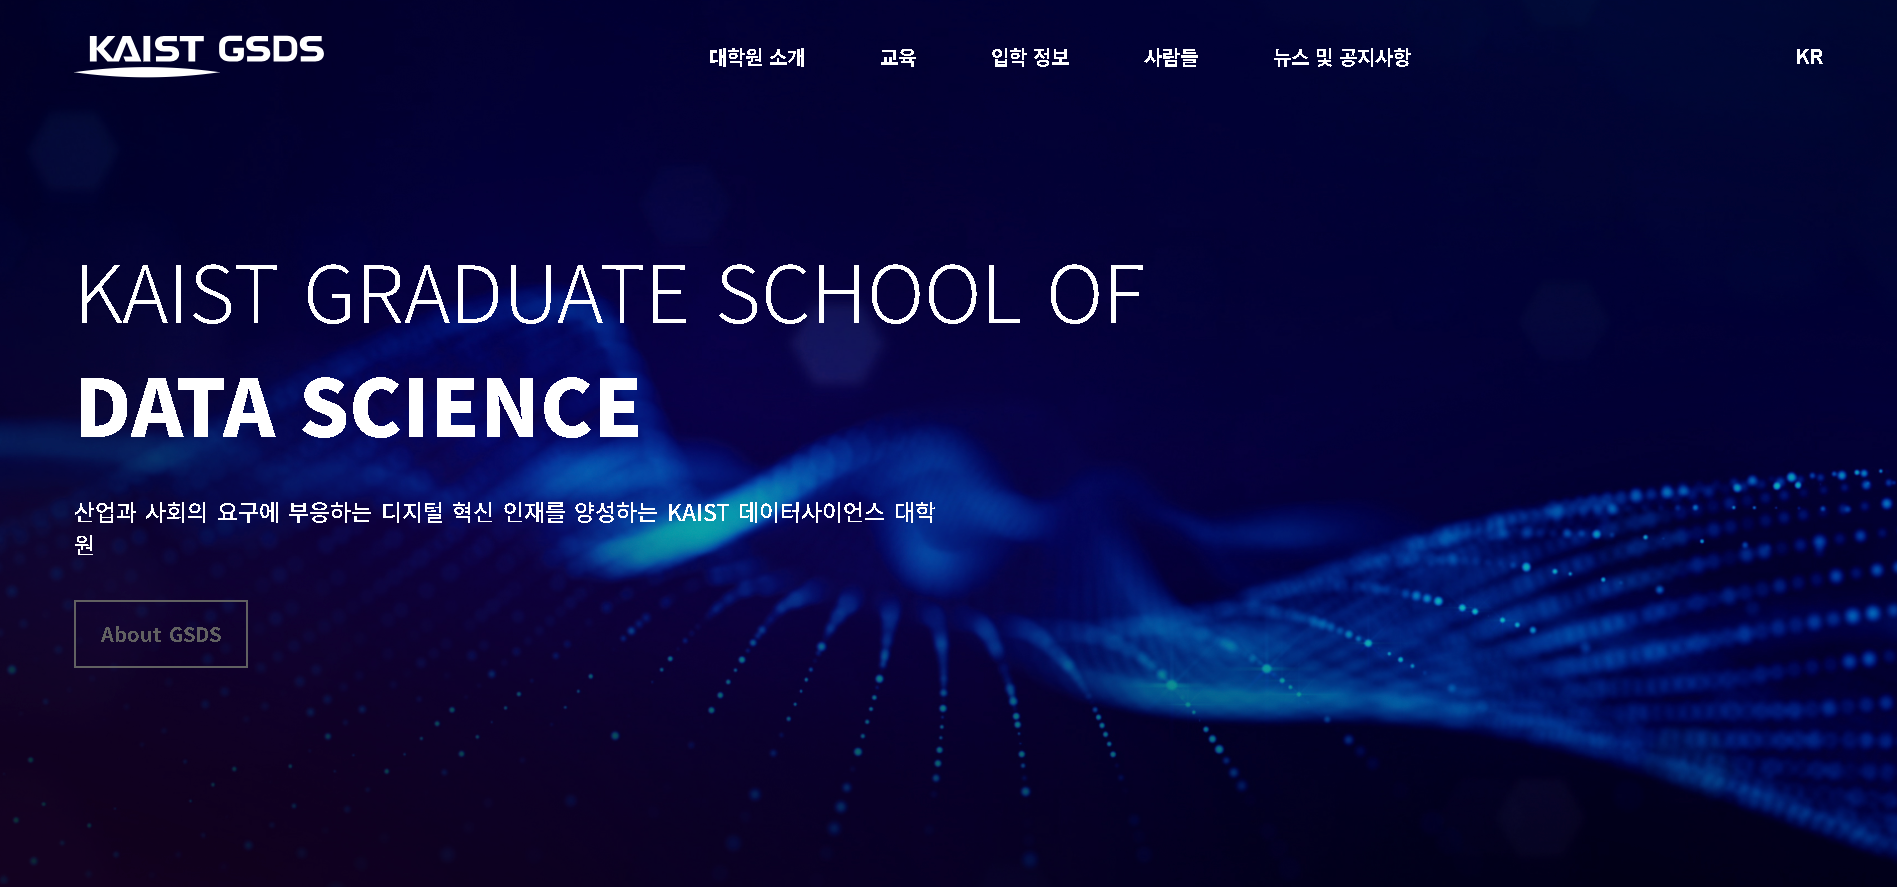 KAIST GSDS
대학원 소개
교육
입학 정보
사람들
뉴스 및 공지사항
KR
KAIST GRADUATE SCHOOL OF
DATA SCIENCE
산업과 사회의 요구에 부응하는 디지털 혁신 인재를 양성하는 KAIST 데이터사이언스 대학
원
About GSDS